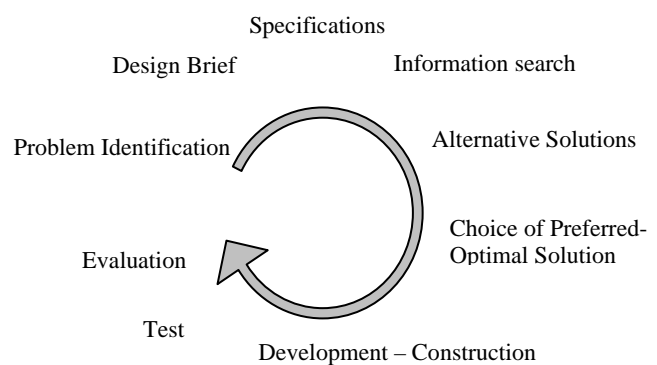 Specifications
Design Brief
Information search
Problem Identification
Alternative Solutions
Choice of Preferred-
Optimal Solution
Evaluation
Test
Development – Construction